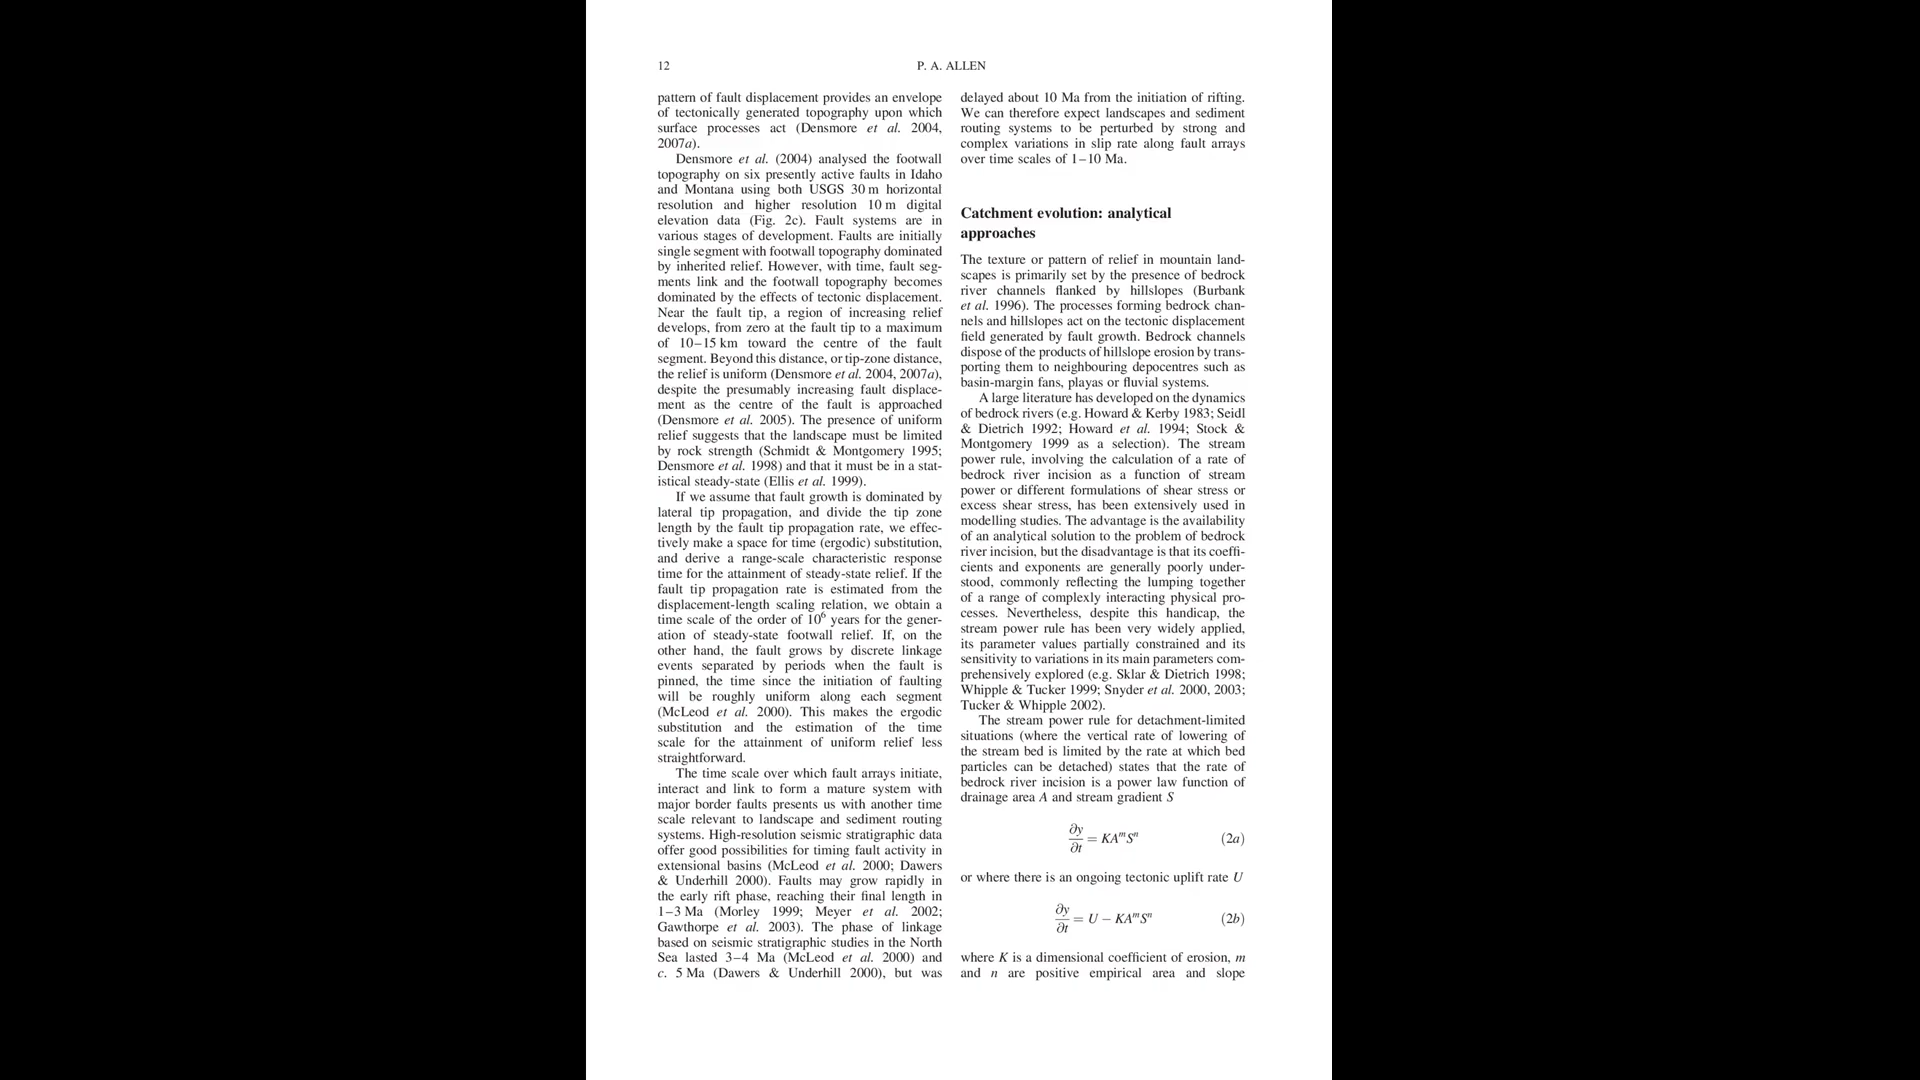 12
P. A. ALLEN
pattern of fault displacement provides an envelope
of tectonically generated topography upon which
surface processes act (Densmore et al. 2004,
2007a).
Densmore et al. (2004) analysed the footwall
topography on six presently active faults in Idaho
and Montana using both USGS 30 m horizontal
resolution and higher resolution 10 m digital
elevation data (Fig. 2c). Fault systems are in
various stages of development. Faults are initially
single segment with footwall topography dominated
by inherited relief. However, with time, fault seg-
ments link and the footwall topography becomes
dominated by the effects of tectonic displacement.
Near the fault tip, a region of increasing relief
develops, from zero at the fault tip to a maximum
of 10–15 km toward the centre of the fault
segment. Beyond this distance, or tip-zone distance,
the relief is uniform (Densmore et al. 2004, 2007a),
despite the presumably increasing fault displace-
ment as the centre of the fault is approached
(Densmore et al. 2005). The presence of uniform
relief suggests that the landscape must be limited
by rock strength (Schmidt & Montgomery 1995;
Densmore et al. 1998) and that it must be in a stat-
istical steady-state (Ellis et al. 1999).
If we assume that fault growth is dominated by
lateral tip propagation, and divide the tip zone
length by the fault tip propagation rate, we effec-
tively make a space for time (ergodic) substitution,
and derive a range-scale characteristic response
time for the attainment of steady-state relief. If the
fault tip propagation rate is estimated from the
displacement-length scaling relation, we obtain a
time scale of the order of 10⁶ years for the gener-
ation of steady-state footwall relief. If, on the
other hand, the fault grows by discrete linkage
events separated by periods when the fault is
pinned, the time since the initiation of faulting
will be roughly uniform along each segment
(McLeod et al. 2000). This makes the ergodic
substitution and the estimation of the time
scale for the attainment of uniform relief less
straightforward.
The time scale over which fault arrays initiate,
interact and link to form a mature system with
major border faults presents us with another time
scale relevant to landscape and sediment routing
systems. High-resolution seismic stratigraphic data
offer good possibilities for timing fault activity in
extensional basins (McLeod et al. 2000; Dawers
& Underhill 2000). Faults may grow rapidly in
the early rift phase, reaching their final length in
1–3 Ma (Morley 1999; Meyer et al. 2002;
Gawthorpe et al. 2003). The phase of linkage
based on seismic stratigraphic studies in the North
Sea lasted 3–4 Ma (McLeod et al. 2000) and
c. 5 Ma (Dawers & Underhill 2000), but was
delayed about 10 Ma from the initiation of rifting.
We can therefore expect landscapes and sediment
routing systems to be perturbed by strong and
complex variations in slip rate along fault arrays
over time scales of 1–10 Ma.
Catchment evolution: analytical
approaches
The texture or pattern of relief in mountain land-
scapes is primarily set by the presence of bedrock
river channels flanked by hillslopes (Burbank
et al. 1996). The processes forming bedrock chan-
nels and hillslopes act on the tectonic displacement
field generated by fault growth. Bedrock channels
dispose of the products of hillslope erosion by trans-
porting them to neighbouring depocentres such as
basin-margin fans, playas or fluvial systems.
A large literature has developed on the dynamics
of bedrock rivers (e.g. Howard & Kerby 1983; Seidl
& Dietrich 1992; Howard et al. 1994; Stock &
Montgomery 1999 as a selection). The stream
power rule, involving the calculation of a rate of
bedrock river incision as a function of stream
power or different formulations of shear stress or
excess shear stress, has been extensively used in
modelling studies. The advantage is the availability
of an analytical solution to the problem of bedrock
river incision, but the disadvantage is that its coeffi-
cients and exponents are generally poorly under-
stood, commonly reflecting the lumping together
of a range of complexly interacting physical pro-
cesses. Nevertheless, despite this handicap, the
stream power rule has been very widely applied,
its parameter values partially constrained and its
sensitivity to variations in its main parameters com-
prehensively explored (e.g. Sklar & Dietrich 1998;
Whipple & Tucker 1999; Snyder et al. 2000, 2003;
Tucker & Whipple 2002).
The stream power rule for detachment-limited
situations (where the vertical rate of lowering of
the stream bed is limited by the rate at which bed
particles can be detached) states that the rate of
bedrock river incision is a power law function of
drainage area A and stream gradient S
∂y/∂t = KAᵐSⁿ (2a)
or where there is an ongoing tectonic uplift rate U
∂y/∂t = U − KAᵐSⁿ (2b)
where K is a dimensional coefficient of erosion, m
and n are positive empirical area and slope